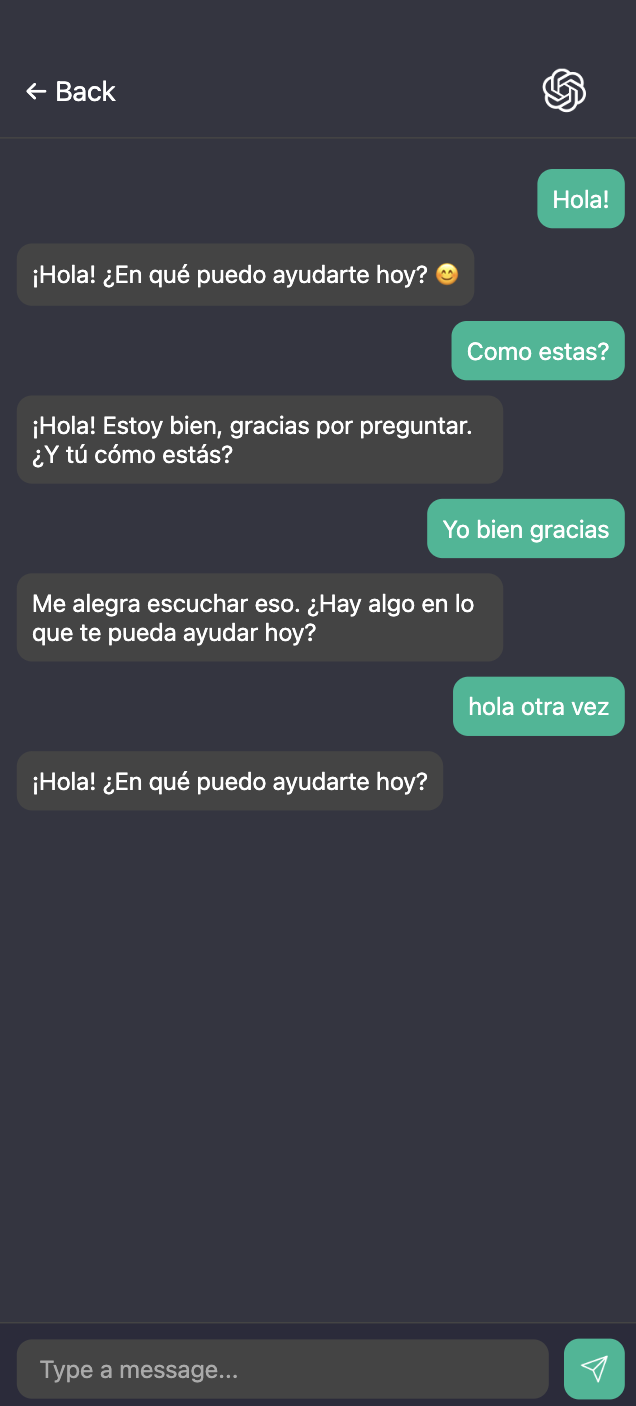 ← Back
Hola!
¡Hola! ¿En qué puedo ayudarte hoy? 😊
Como estas?
¡Hola! Estoy bien, gracias por preguntar.
¿Y tú cómo estás?
Yo bien gracias
Me alegra escuchar eso. ¿Hay algo en lo
que te pueda ayudar hoy?
hola otra vez
¡Hola! ¿En qué puedo ayudarte hoy?
Type a message...